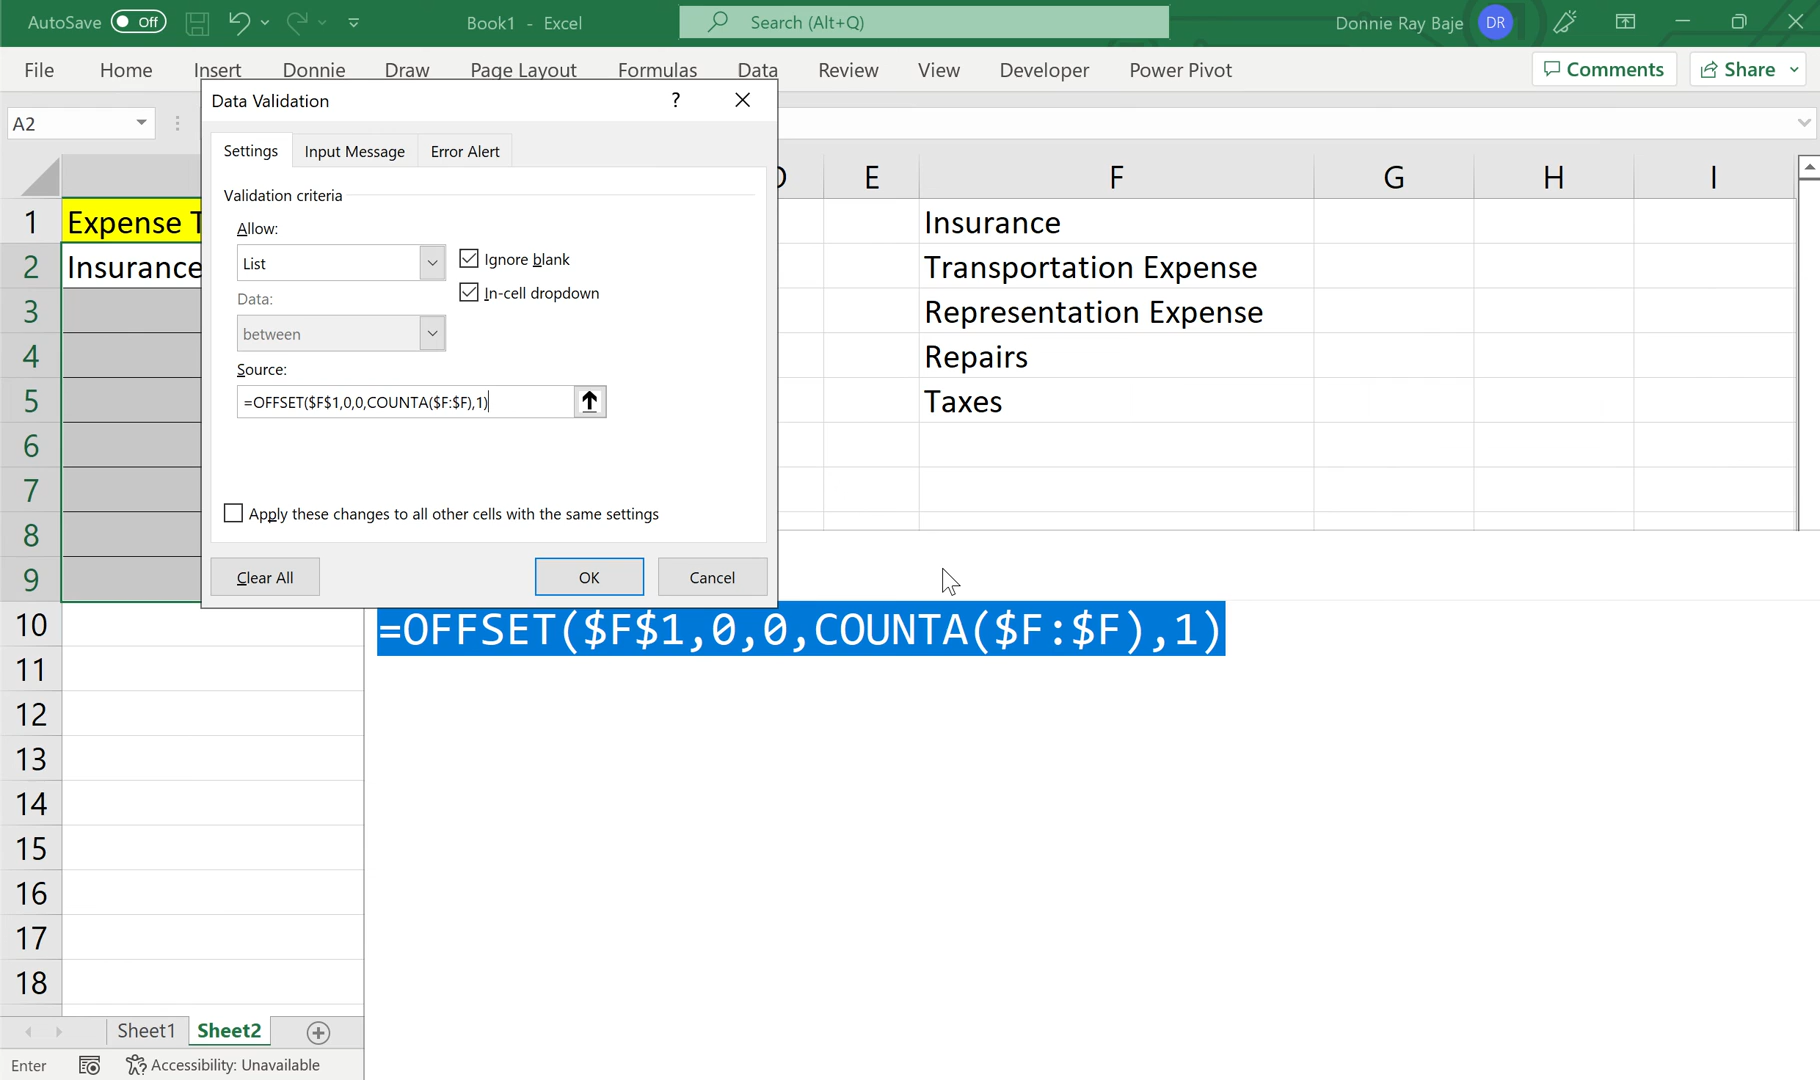 AutoSave Off Book1 - Excel Search (Alt+Q) Donnie Ray Baje DR
File Home Insert Donnie Draw Page Layout Formulas Data Review View Developer Power Pivot Comments Share
A2
Data Validation ? 
Settings Input Message Error Alert
Validation criteria
Allow:
List
Ignore blank
In-cell dropdown
Data:
between
Source:
=OFFSET($F$1,0,0,COUNTA($F:$F),1)
Apply these changes to all other cells with the same settings
Clear All OK Cancel
E F G H I
1 Expense T Insurance
2 Insurance Transportation Expense
3 Representation Expense
4 Repairs
5 Taxes
6
7
8
9
10
=OFFSET($F$1,0,0,COUNTA($F:$F),1)
11
12
13
14
15
16
17
18
Sheet1 Sheet2
Enter Accessibility: Unavailable